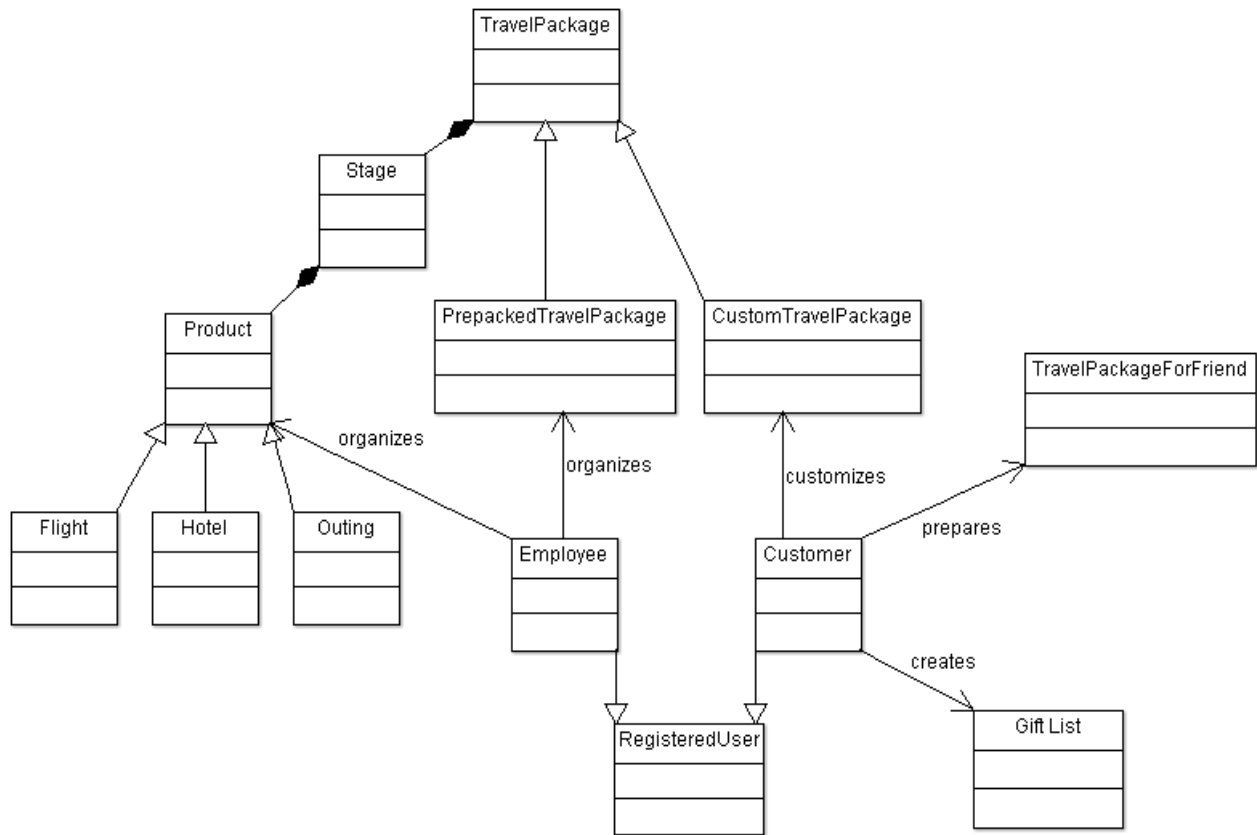 TravelPackage
Stage
Product
PrepackedTravelPackage
CustomTravelPackage
TravelPackageForFriend
organizes
organizes
customizes
prepares
Flight
Hotel
Outing
Employee
Customer
creates
RegisteredUser
Gift List